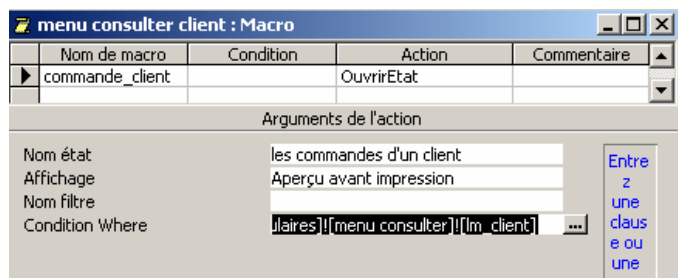 menu consulter client : Macro
Nom de macro Condition Action Commentaire
commande_client OuvrirEtat
Arguments de l'action
Nom état les commandes d'un client
Affichage Aperçu avant impression
Nom filtre
Condition Where ulaires]![menu consulter]![lm_client] ...
Entre
z
une
claus
e ou
une